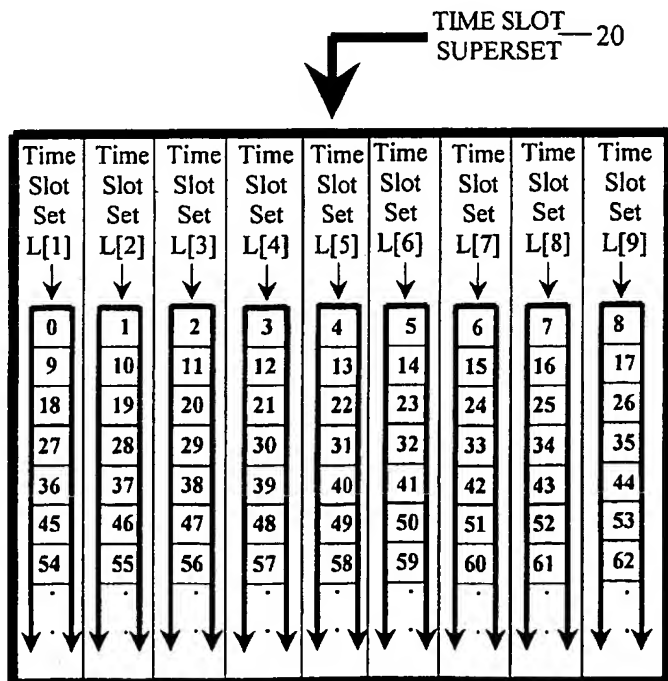 TIME SLOT
SUPERSET 20
Time Time Time Time Time Time Time Time Time
Slot Slot Slot Slot Slot Slot Slot Slot Slot
Set Set Set Set Set Set Set Set Set
L[1] L[2] L[3] L[4] L[5] L[6] L[7] L[8] L[9]
0 1 2 3 4 5 6 7 8
9 10 11 12 13 14 15 16 17
18 19 20 21 22 23 24 25 26
27 28 29 30 31 32 33 34 35
36 37 38 39 40 41 42 43 44
45 46 47 48 49 50 51 52 53
54 55 56 57 58 59 60 61 62